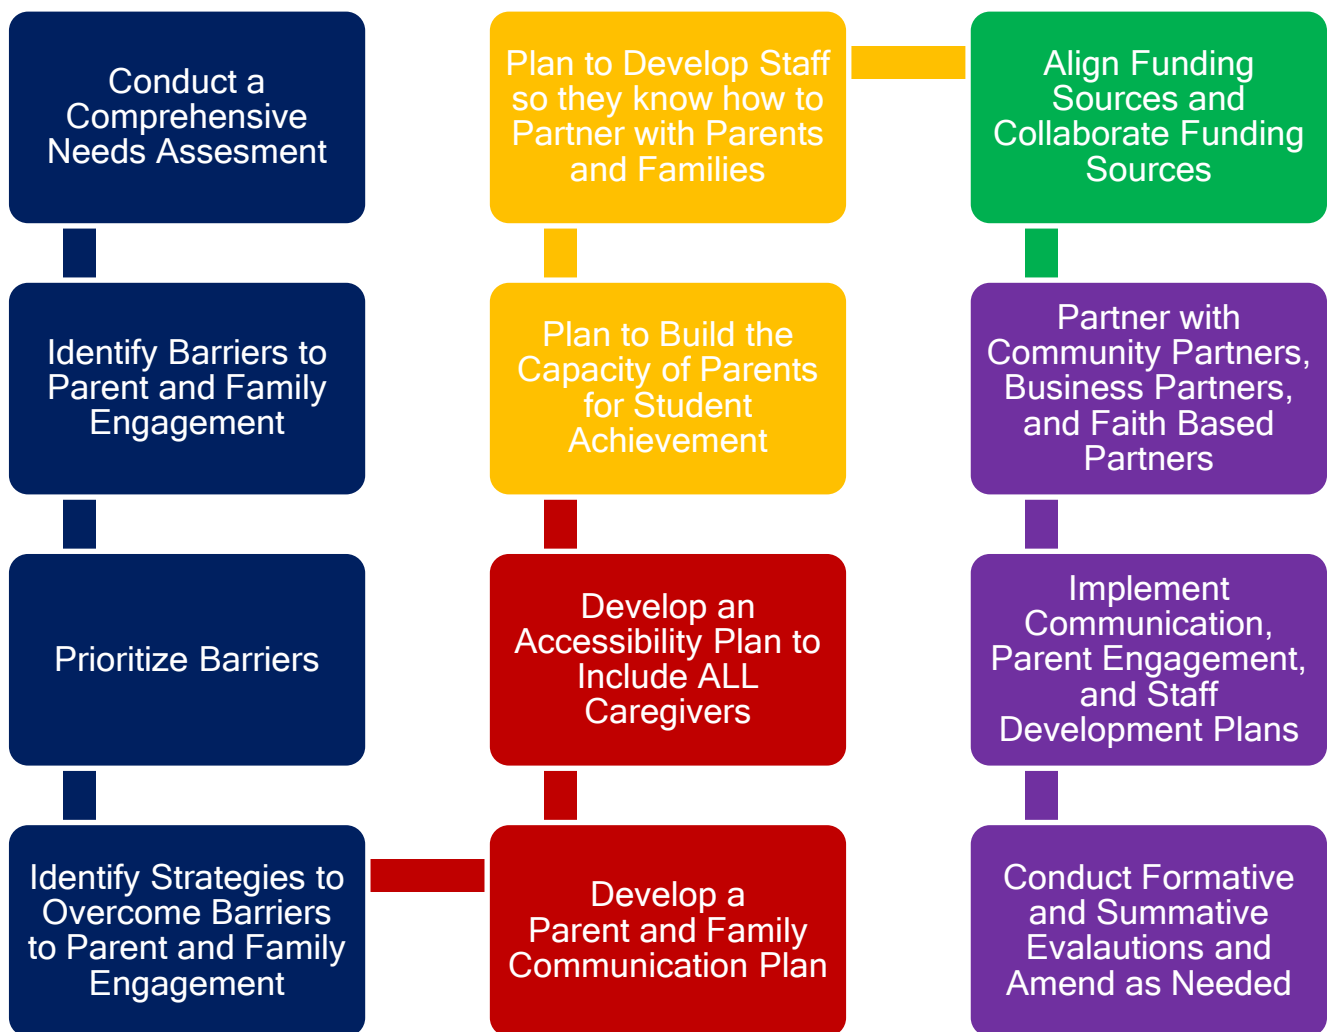 Conduct a
Comprehensive
Needs Assesment
Identify Barriers to
Parent and Family
Engagement
Prioritize Barriers
Identify Strategies to
Overcome Barriers
to Parent and Family
Engagement
Develop a
Parent and Family
Communication Plan
Develop an
Accessibility Plan to
Include ALL
Caregivers
Plan to Build the
Capacity of Parents
for Student
Achievement
Plan to Develop Staff
so they know how to
Partner with Parents
and Families
Align Funding
Sources and
Collaborate Funding
Sources
Partner with
Community Partners,
Business Partners,
and Faith Based
Partners
Implement
Communication,
Parent Engagement,
and Staff
Development Plans
Conduct Formative
and Summative
Evalautions and
Amend as Needed